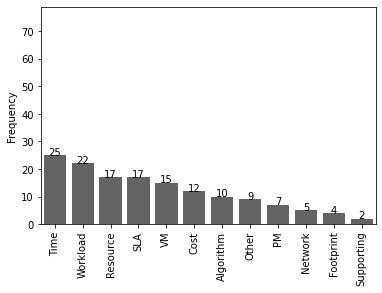 70
60
50
40
30
20
10
0
Frequency
25
22
17
17
15
12
10
9
7
5
4
2
Time
Workload
Resource
SLA
VM
Cost
Algorithm
Other
PM
Network
Footprint
Supporting